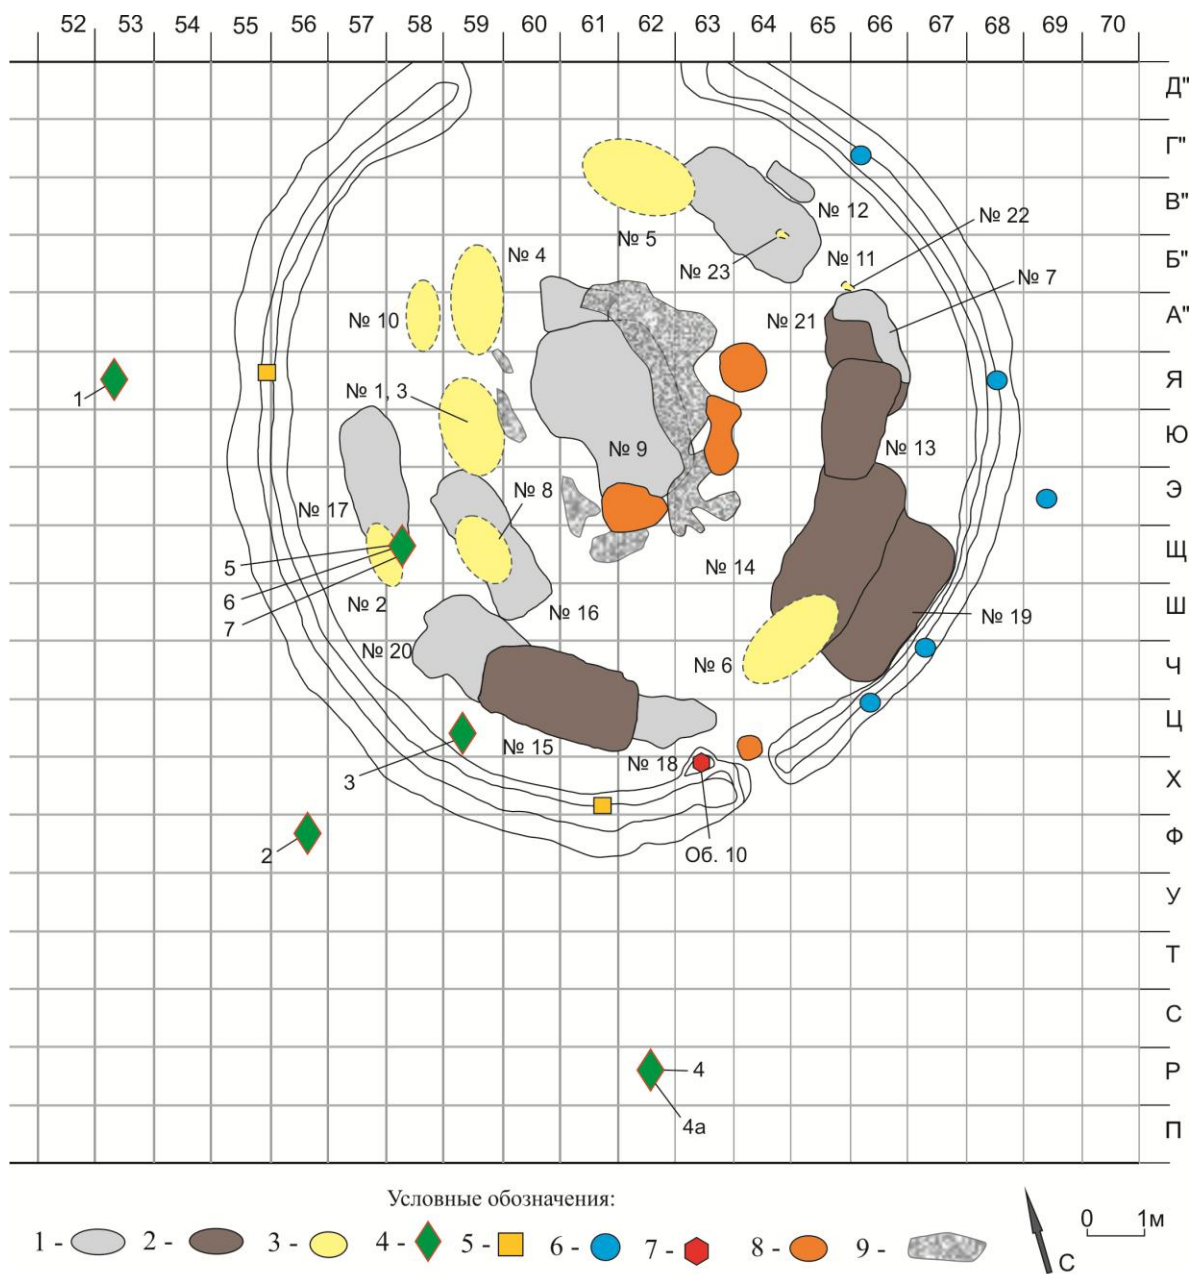 52 53 54 55 56 57 58 59 60 61 62 63 64 65 66 67 68 69 70
Д"
Г"
В"
№ 12
№ 22
№ 5
№ 4
№ 23
№ 11
Б"
№ 7
№ 10
№ 21
А"
1
№ 1, 3
Я
№ 9
№ 13
Ю
№ 17
№ 8
Э
5
№ 14
Щ
6
7
№ 2
№ 16
№ 19
Ш
№ 20
№ 6
Ч
3
№ 15
№ 18
Ц
Х
2
Об. 10
Ф
У
Т
С
4
Р
4а
П
Условные обозначения:
1 - 2 - 3 - 4 - 5 - 6 - 7 - 8 - 9 -
С
0 1м